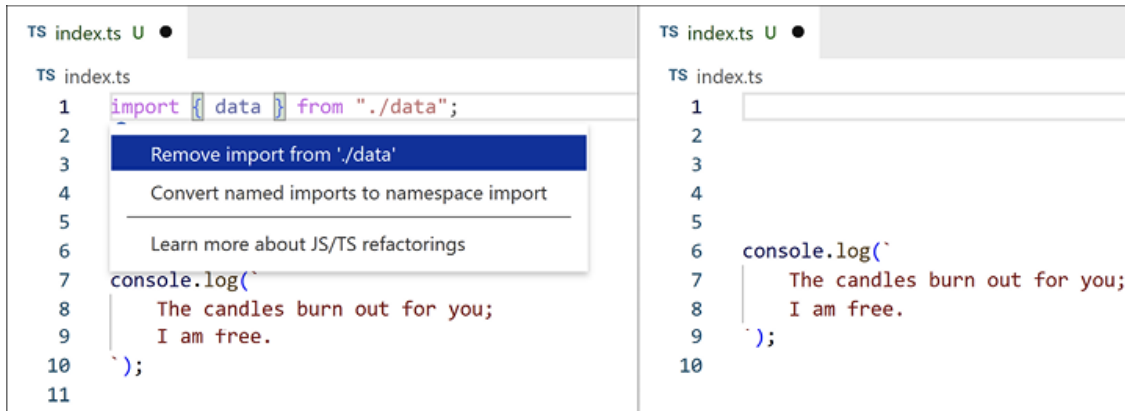 TS index.ts U ●
TS index.ts
1 import { data } from "./data";
2
3 Remove import from './data'
4 Convert named imports to namespace import
5
6 Learn more about JS/TS refactorings
7 console.log(`
8 The candles burn out for you;
9 I am free.
10 `);
11
TS index.ts U ●
TS index.ts
1
2
3
4
5
6 console.log(`
7 The candles burn out for you;
8 I am free.
9 `);
10